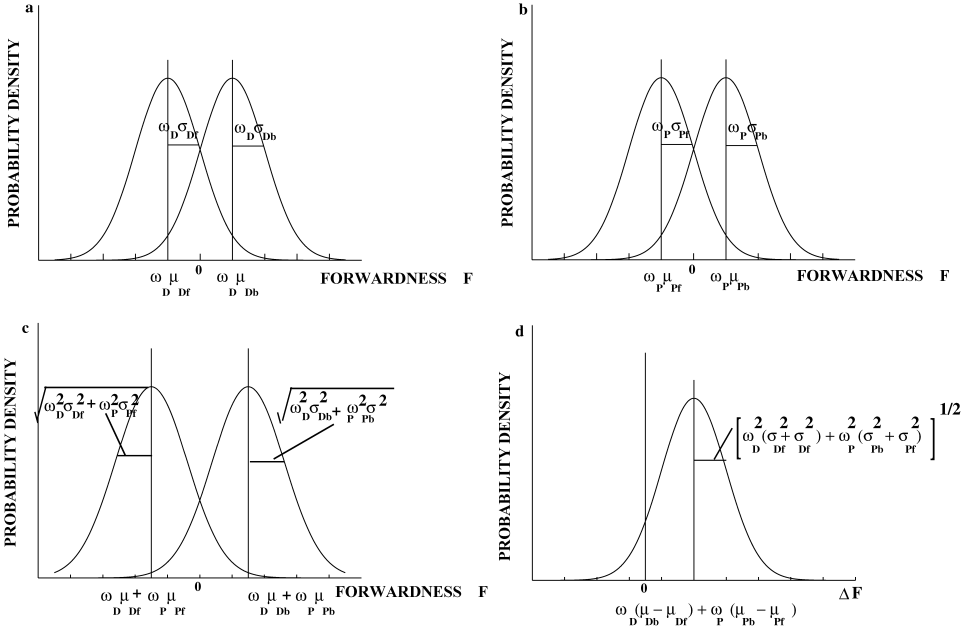 a
PROBABILITY DENSITY
ω_D σ_Df
ω_D σ_Db
0
ω_D μ_Df
ω_D μ_Db
FORWARDNESS F
b
PROBABILITY DENSITY
ω_P σ_Pf
ω_P σ_Pb
0
ω_P μ_Pf
ω_P μ_Pb
FORWARDNESS F
c
PROBABILITY DENSITY
√ω_D^2 σ_Df^2 + ω_P^2 σ_Pf^2
√ω_D^2 σ_Db^2 + ω_P^2 σ_Pb^2
0
ω_D μ_Df + ω_P μ_Pf
ω_D μ_Db + ω_P μ_Pb
FORWARDNESS F
d
PROBABILITY DENSITY
[ω_D^2 (σ_Df^2 + σ_Df^2) + ω_P^2 (σ_Pb^2 + σ_Pf^2)]^1/2
0
ΔF
ω_D (μ_Db − μ_Df) + ω_P (μ_Pb − μ_Pf)